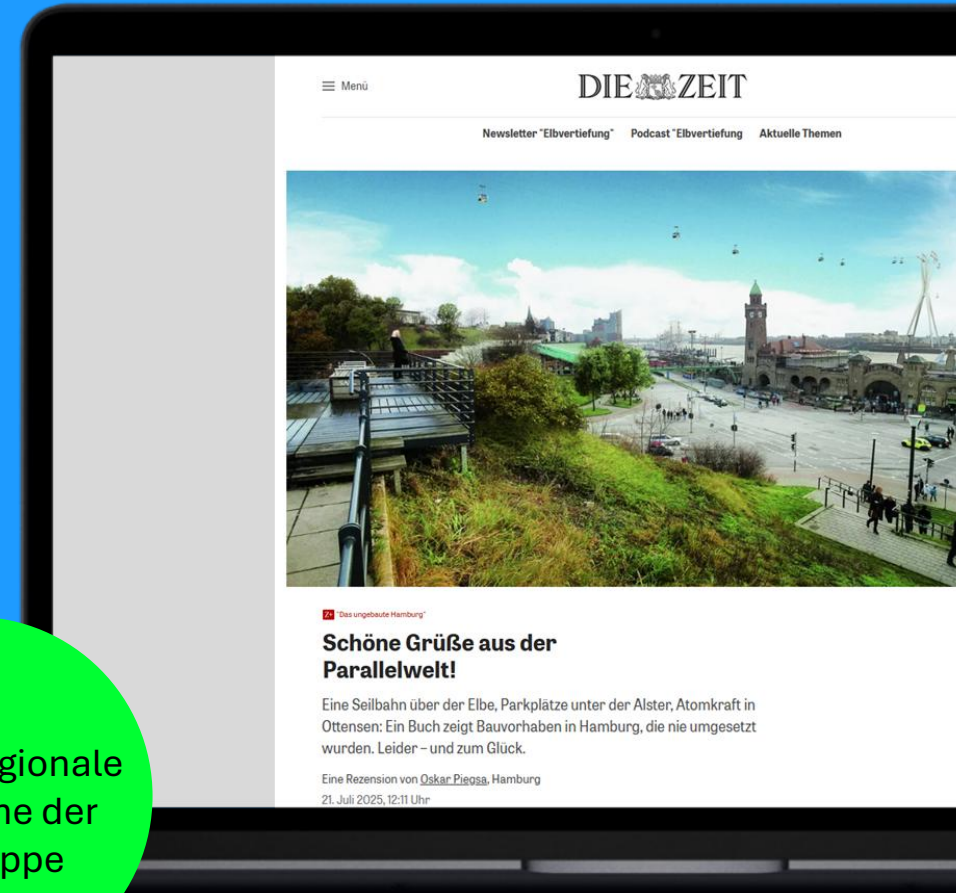 Menü
DIE ZEIT
Newsletter "Elbvertiefung" Podcast "Elbvertiefung Aktuelle Themen
Z+ "Das ungebaute Hamburg"
Schöne Grüße aus der
Parallelwelt!
Eine Seilbahn über der Elbe, Parkplätze unter der Alster, Atomkraft in
Ottensen: Ein Buch zeigt Bauvorhaben in Hamburg, die nie umgesetzt
wurden. Leider – und zum Glück.
Eine Rezension von Oskar Piegsa, Hamburg
21. Juli 2025, 12:11 Uhr
gionale
ne der
ppe